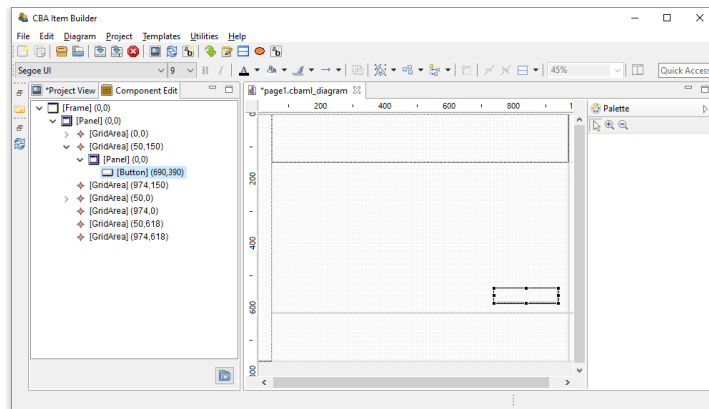 CBA Item Builder
File Edit Diagram Project Templates Utilities Help
Segoe UI 9 B I A 45% Quick Access
*Project View Component Edit *page1.cbaml_diagram
[Frame] (0,0)
[Panel] (0,0)
[GridArea] (0,0)
[GridArea] (50,150)
[Panel] (0,0)
[Button] (690,390)
[GridArea] (974,150)
[GridArea] (50,0)
[GridArea] (974,0)
[GridArea] (50,618)
[GridArea] (974,618)
200 400 600 800 1
0
200
400
600
800
Palette